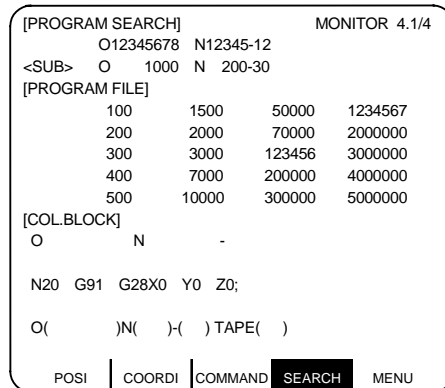 [PROGRAM SEARCH] MONITOR 4.1/4
O12345678 N12345-12
<SUB> O 1000 N 200-30
[PROGRAM FILE]
100 1500 50000 1234567
200 2000 70000 2000000
300 3000 123456 3000000
400 7000 200000 4000000
500 10000 300000 5000000
[COL.BLOCK]
O N -
N20 G91 G28X0 Y0 Z0;
O( )N( )-( ) TAPE( )
POSI COORDI COMMAND SEARCH MENU